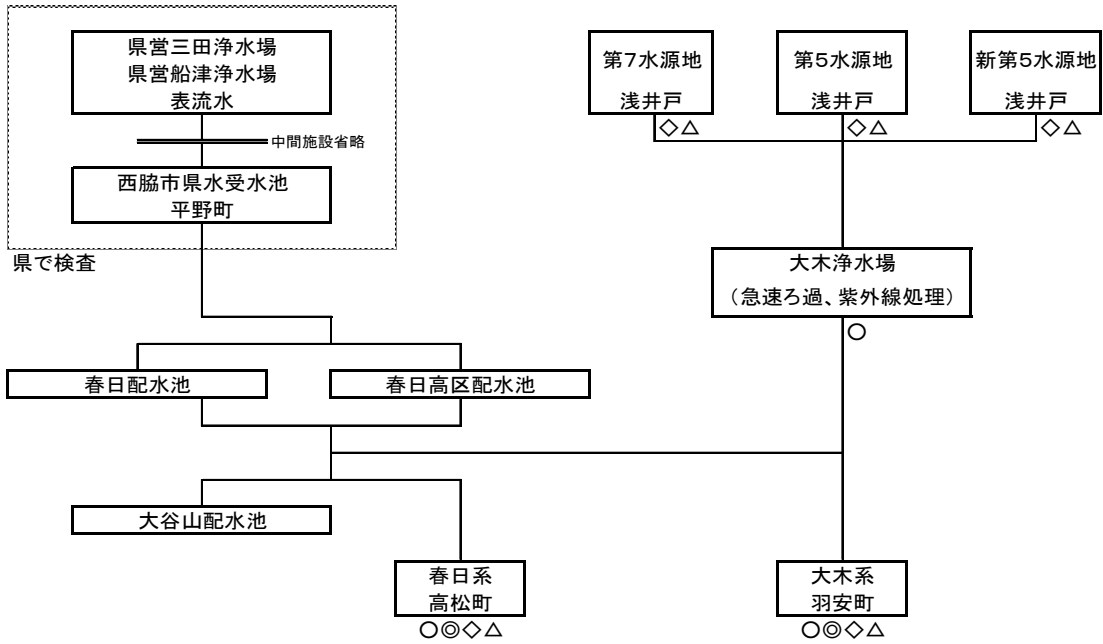 県営三田浄水場
県営船津浄水場
表流水
中間施設省略
西脇市県水受水池
平野町
県で検査
第7水源地
浅井戸
◇△
第5水源地
浅井戸
◇△
新第5水源地
浅井戸
◇△
大木浄水場
（急速ろ過、紫外線処理）
○
春日配水池
春日高区配水池
大谷山配水池
春日系
高松町
○◎◇△
大木系
羽安町
○◎◇△